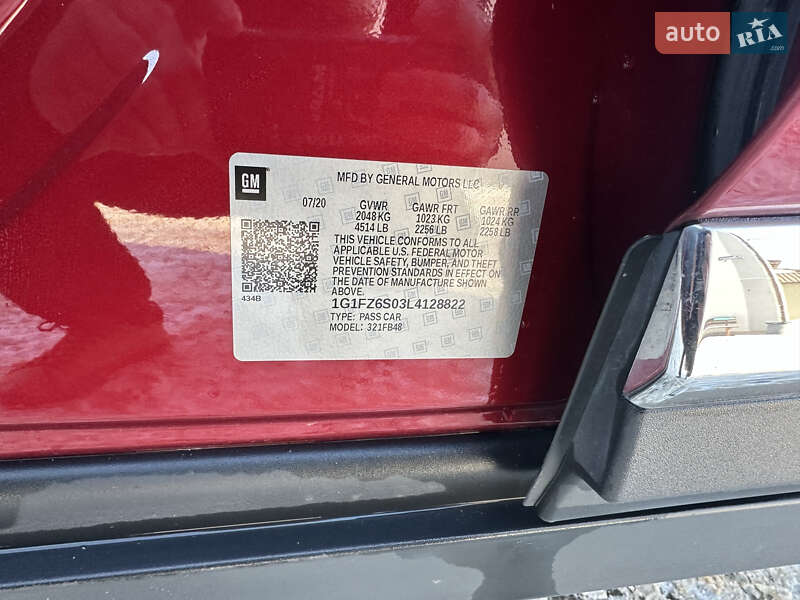 auto RIA .com
GM
MFD BY GENERAL MOTORS LLC
07/20 GVWR GAWR FRT GAWR RR
2048 KG 1023 KG 1024 KG
4514 LB 2256 LB 2258 LB
THIS VEHICLE CONFORMS TO ALL
APPLICABLE U.S. FEDERAL MOTOR
VEHICLE SAFETY, BUMPER, AND THEFT
PREVENTION STANDARDS IN EFFECT ON
THE DATE OF MANUFACTURE SHOWN
ABOVE.
434B
1G1FZ6S03L4128822
TYPE: PASS CAR
MODEL: 321FB48